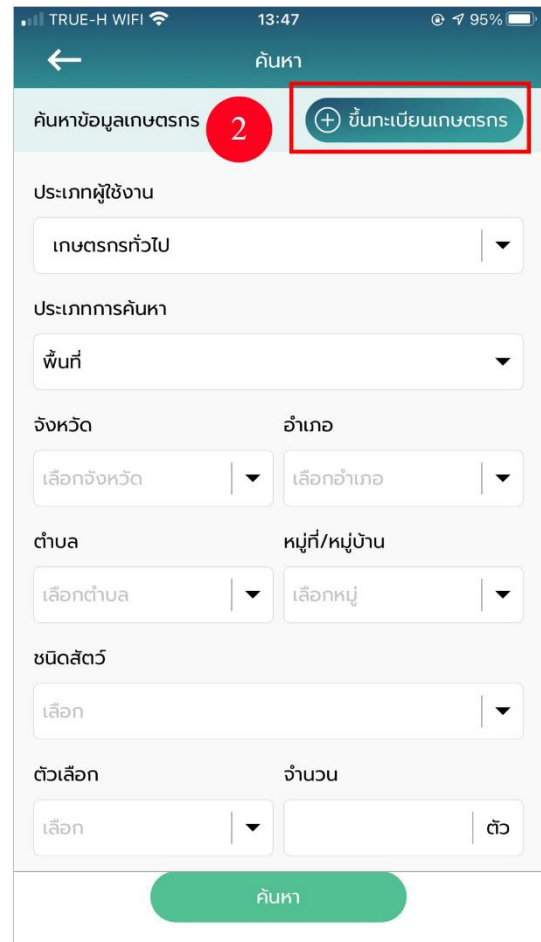 TRUE-H WIFI 13:47 95%
ค้นหา
ค้นหาข้อมูลเกษตรกร 2 ขึ้นทะเบียนเกษตรกร
ประเภทผู้ใช้งาน
เกษตรกรทั่วไป
ประเภทการค้นหา
พื้นที่
จังหวัด อำเภอ
เลือกจังหวัด เลือกอำเภอ
ตำบล หมู่ที่/หมู่บ้าน
เลือกตำบล เลือกหมู่
ชนิดสัตว์
เลือก
ตัวเลือก จำนวน
เลือก ตัว
ค้นหา